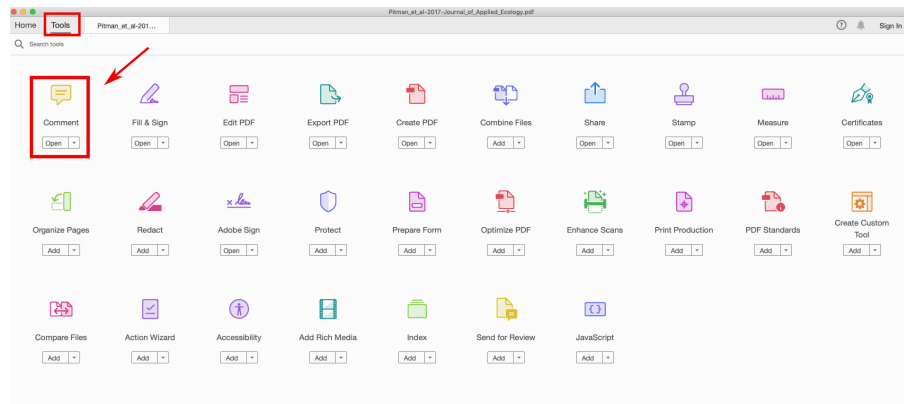 Pitman_et_al-2017-Journal_of_Applied_Ecology.pdf
Home Tools Pitman_et_al-201... Sign In
Search tools
Comment Fill & Sign Edit PDF Export PDF Create PDF Combine Files Share Stamp Measure Certificates
Open Open Open Open Open Add Open Open Open Open
Organize Pages Redact Adobe Sign Protect Prepare Form Optimize PDF Enhance Scans Print Production PDF Standards Create Custom
Tool
Add Add Open Add Add Add Add Add Add Add
Compare Files Action Wizard Accessibility Add Rich Media Index Send for Review JavaScript
Add Add Add Add Add Add Add